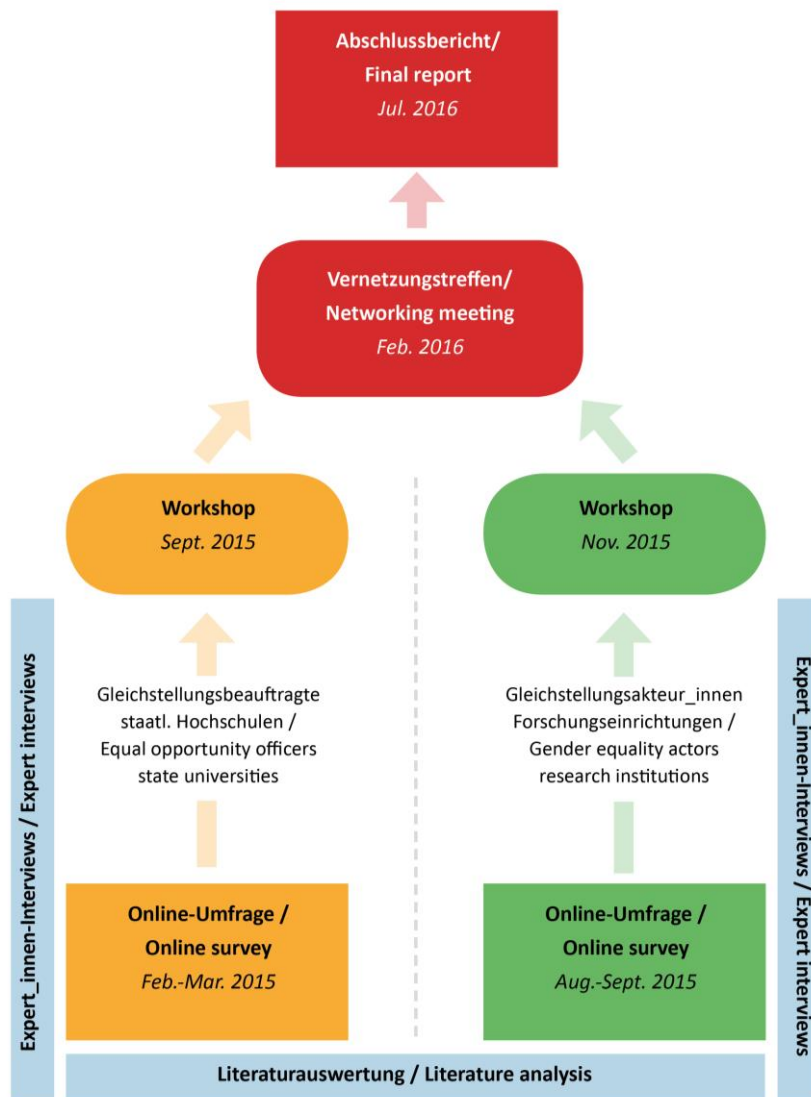 Abschlussbericht/
Final report
Jul. 2016
Vernetzungstreffen/
Networking meeting
Feb. 2016
Workshop
Sept. 2015
Workshop
Nov. 2015
Expert_innen-Interviews / Expert interviews
Gleichstellungsbeauftragte
staatl. Hochschulen /
Equal opportunity officers
state universities
Gleichstellungsakteur_innen
Forschungseinrichtungen /
Gender equality actors
research institutions
Expert_innen-Interviews / Expert interviews
Online-Umfrage /
Online survey
Feb.-Mar. 2015
Online-Umfrage /
Online survey
Aug.-Sept. 2015
Literaturauswertung / Literature analysis